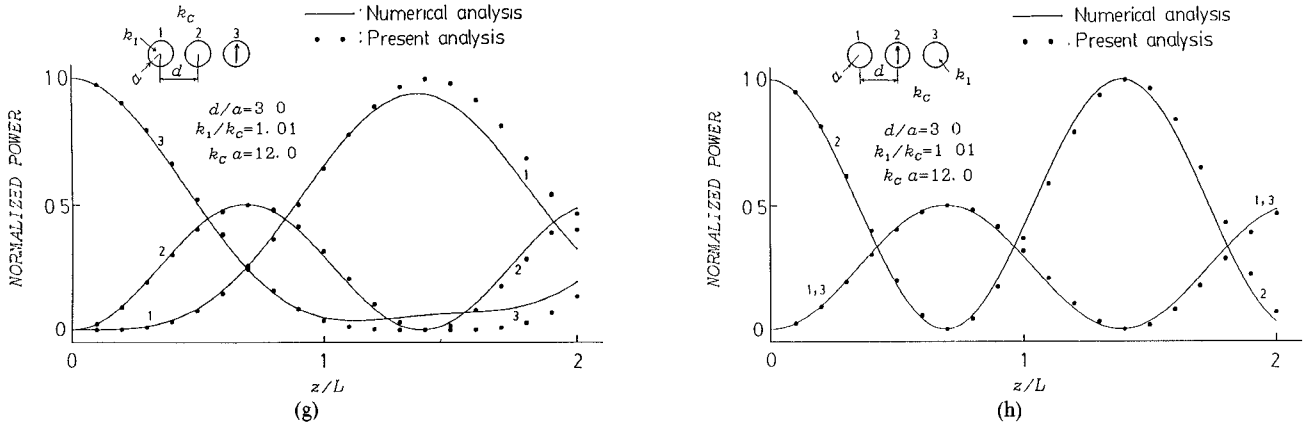 k_c
1 2 3
k_1
a
d
Numerical analysis
:Present analysis
d/a=3 0
k_1/k_c=1. 01
k_c a=12. 0
NORMALIZED POWER
1 0
0 5
0
3
2
1
1
2
3
0 1 2
z/L
(g)
1 2 3
a
d
k_1
k_c
Numerical analysis
. Present analysis
d/a=3 0
k_1/k_c=1 01
k_c a=12. 0
NORMALIZED POWER
1 0
0 5
0
2
1,3
1,3
2
0 1 2
z/L
(h)